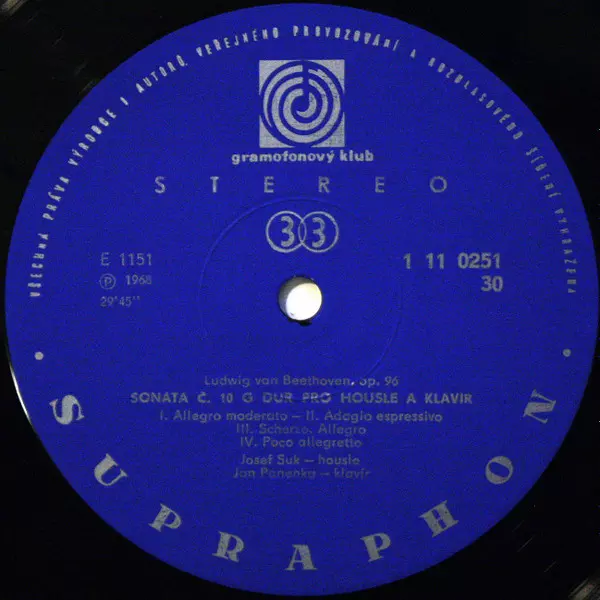 VŠECHNA PRÁVA VÝROBCE I AUTORŮ, VEŘEJNÉHO PROVOZOVÁNÍ A ROZHLASOVÉHO ŠÍŘENÍ VYHRAZENA
gramofonový klub
STEREO
33
E 1151
℗ 1968
29'45"
1 11 0251
30
Ludwig van Beethoven, op. 96
SONATA Č. 10 G DUR PRO HOUSLE A KLAVÍR
I. Allegro moderato – II. Adagio espressivo
III. Scherzo. Allegro
IV. Poco allegretto
Josef Suk – housle
Jan Panenka – klavír
• SUPRAPHON •